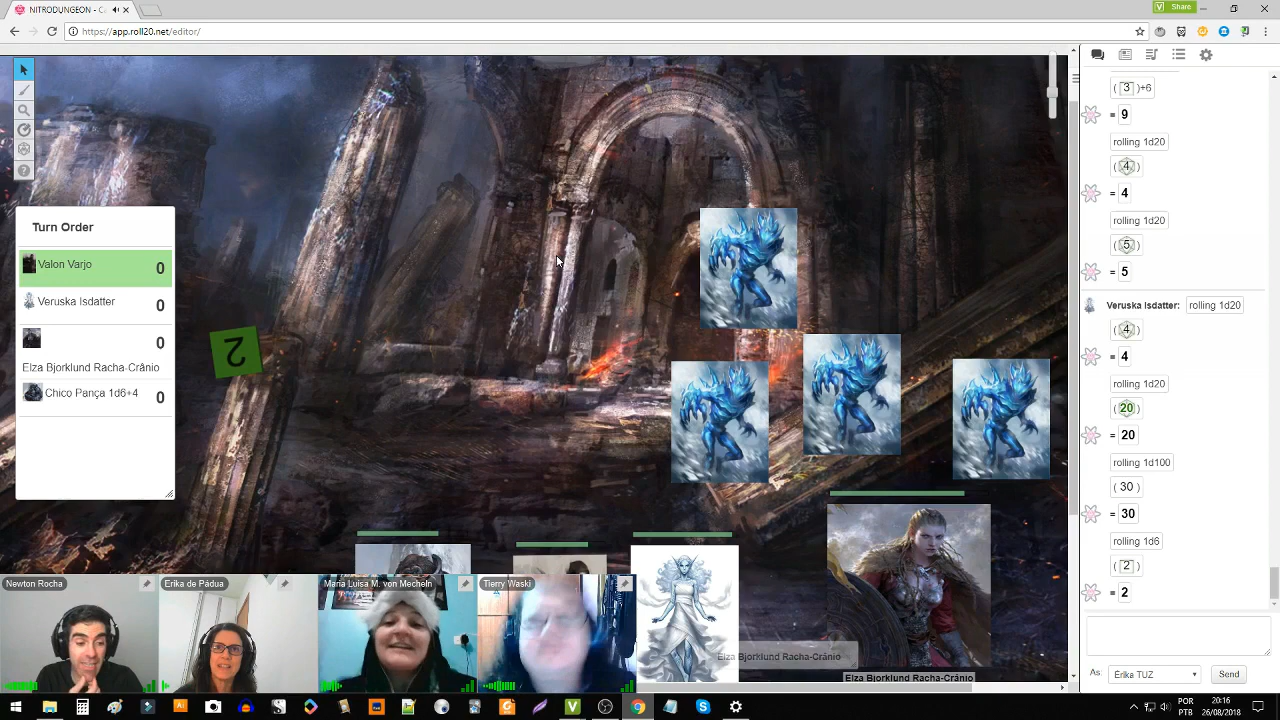 NITRODUNGEON - C
Share
https://app.roll20.net/editor/
Turn Order
Valon Varjo
0
Veruska Isdatter
0
0
Elza Bjorklund Racha-Crânio
Chico Pança 1d6+4
0
2
( 3 )+6
= 9
rolling 1d20
( 4 )
= 4
rolling 1d20
( 5 )
= 5
Veruska Isdatter: rolling 1d20
( 4 )
= 4
rolling 1d20
( 20 )
= 20
rolling 1d100
( 30 )
= 30
rolling 1d6
( 2 )
= 2
Newton Rocha
Erika de Pádua
Maria Luisa M. von Mecheln
Tierry Waski
Elza Bjorklund Racha-Crânio
Elza Bjorklund Racha-Crânio
As: Érika TUZ
Send
POR
PTB
20:16
26/08/2018